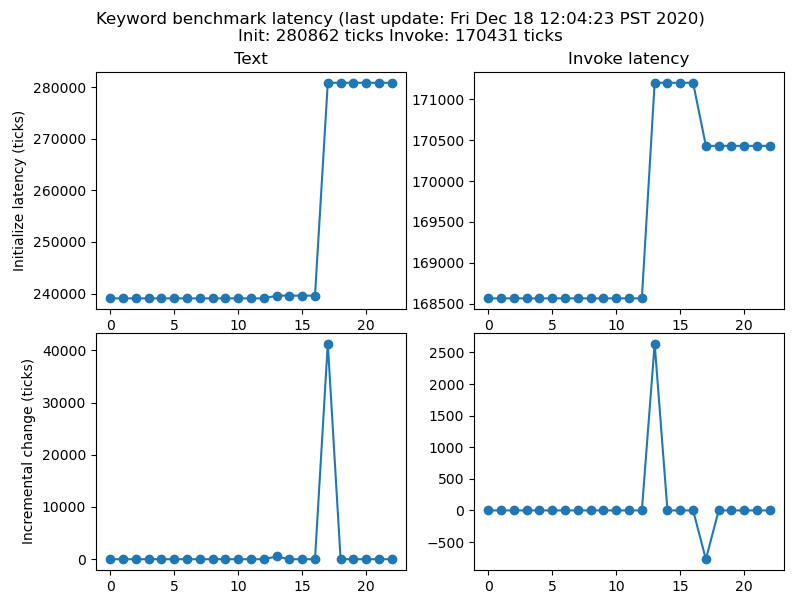 Keyword benchmark latency (last update: Fri Dec 18 12:04:23 PST 2020)
Init: 280862 ticks Invoke: 170431 ticks
Text
Initialize latency (ticks)
280000
270000
260000
250000
240000
0 5 10 15 20
Invoke latency
171000
170500
170000
169500
169000
168500
0 5 10 15 20
Incremental change (ticks)
40000
30000
20000
10000
0
0 5 10 15 20
2500
2000
1500
1000
500
0
−500
0 5 10 15 20